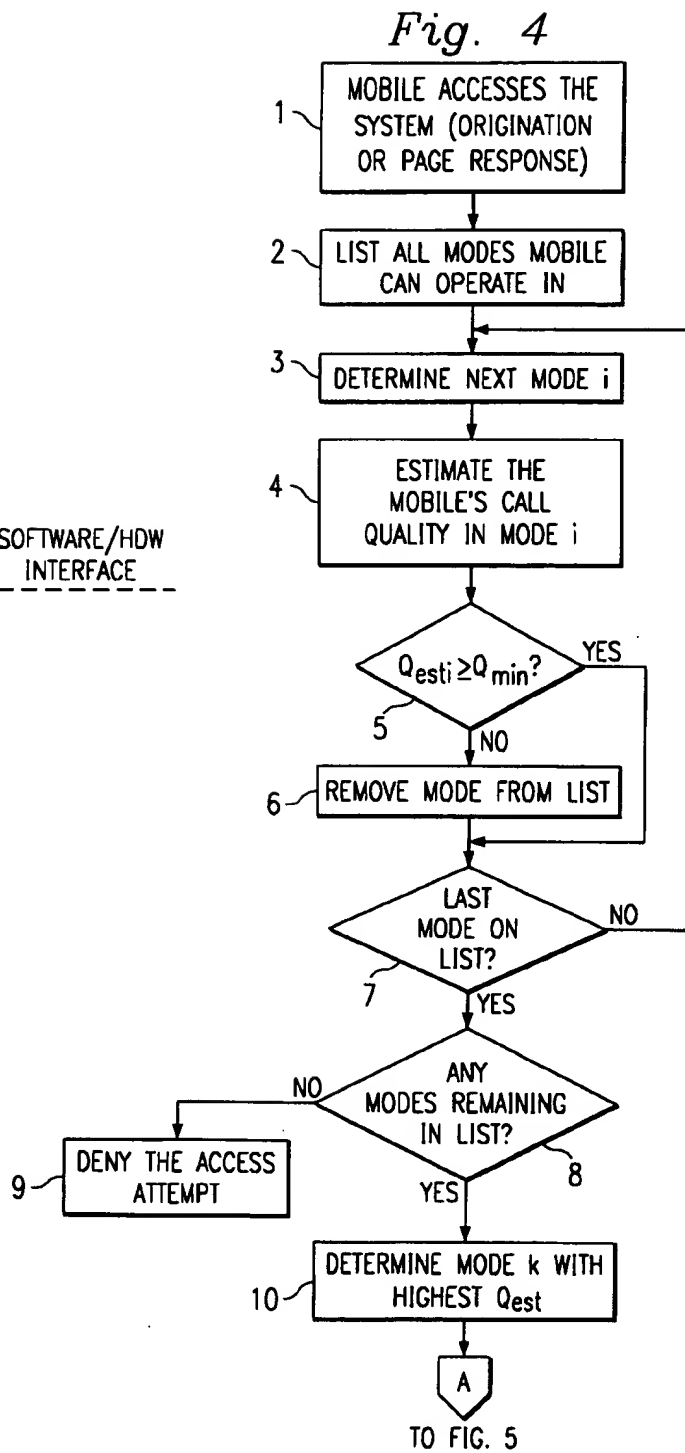 Fig. 4
1
MOBILE ACCESSES THE
SYSTEM (ORIGINATION
OR PAGE RESPONSE)
2
LIST ALL MODES MOBILE
CAN OPERATE IN
3
DETERMINE NEXT MODE i
4
ESTIMATE THE
MOBILE'S CALL
QUALITY IN MODE i
SOFTWARE/HDW
INTERFACE
Qesti ≥Qmin?
YES
5
NO
6
REMOVE MODE FROM LIST
LAST
MODE ON
LIST?
NO
7
YES
NO
ANY
MODES REMAINING
IN LIST?
8
9
DENY THE ACCESS
ATTEMPT
YES
10
DETERMINE MODE k WITH
HIGHEST Qest
A
TO FIG. 5